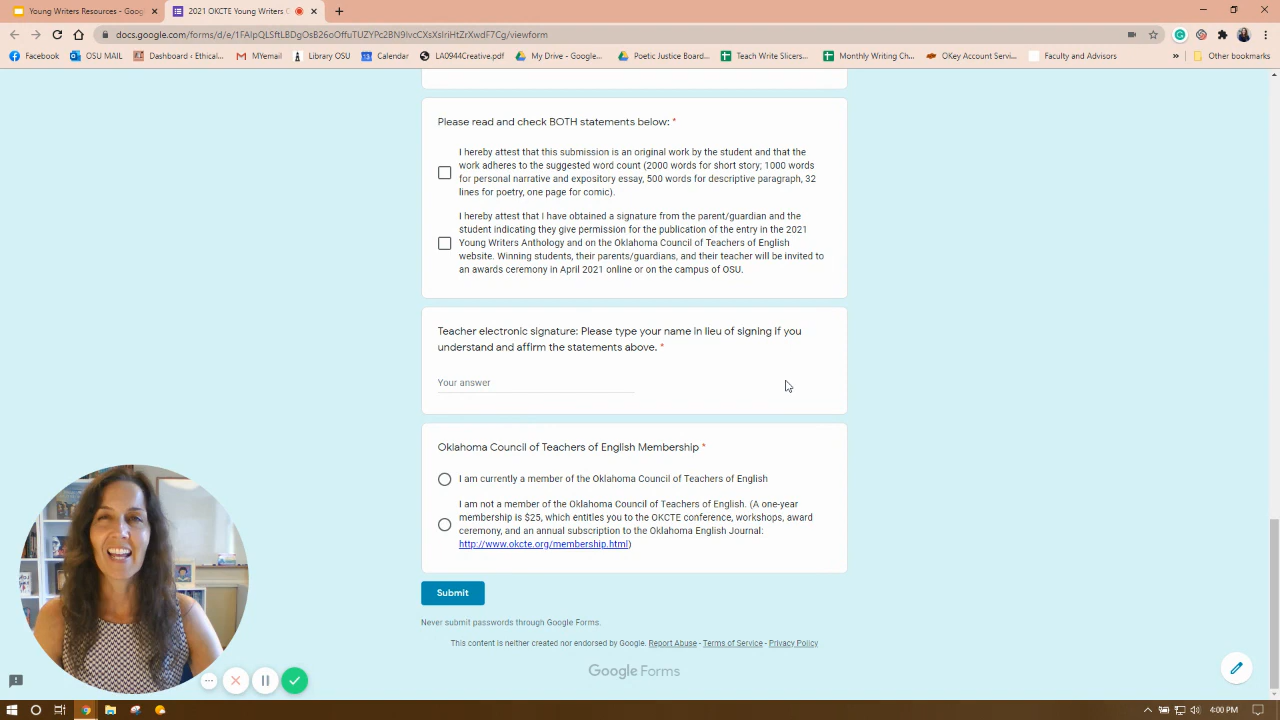 Young Writers Resources - Goog
2021 OKCTE Young Writers C
docs.google.com/forms/d/e/1FAIpQLSftLBDgOsB26oOffuTUZYPc2BN9IvcCXsXsIriHtZrXwdF7Cg/viewform
Facebook
OSU MAIL
Dashboard ‹ Ethical...
MYemail
Library OSU
Calendar
LA0944Creative.pdf
My Drive - Google...
Poetic Justice Board...
Teach Write Slicers...
Monthly Writing Ch...
OKey Account Servi...
Faculty and Advisors
»
Other bookmarks
Please read and check BOTH statements below: *
I hereby attest that this submission is an original work by the student and that the
work adheres to the suggested word count (2000 words for short story; 1000 words
for personal narrative and expository essay, 500 words for descriptive paragraph, 32
lines for poetry, one page for comic).
I hereby attest that I have obtained a signature from the parent/guardian and the
student indicating they give permission for the publication of the entry in the 2021
Young Writers Anthology and on the Oklahoma Council of Teachers of English
website. Winning students, their parents/guardians, and their teacher will be invited to
an awards ceremony in April 2021 online or on the campus of OSU.
Teacher electronic signature: Please type your name in lieu of signing if you
understand and affirm the statements above. *
Your answer
Oklahoma Council of Teachers of English Membership *
I am currently a member of the Oklahoma Council of Teachers of English
I am not a member of the Oklahoma Council of Teachers of English. (A one-year
membership is $25, which entitles you to the OKCTE conference, workshops, award
ceremony, and an annual subscription to the Oklahoma English Journal:
http://www.okcte.org/membership.html)
Submit
Never submit passwords through Google Forms.
This content is neither created nor endorsed by Google. Report Abuse - Terms of Service - Privacy Policy
Google Forms
4:00 PM